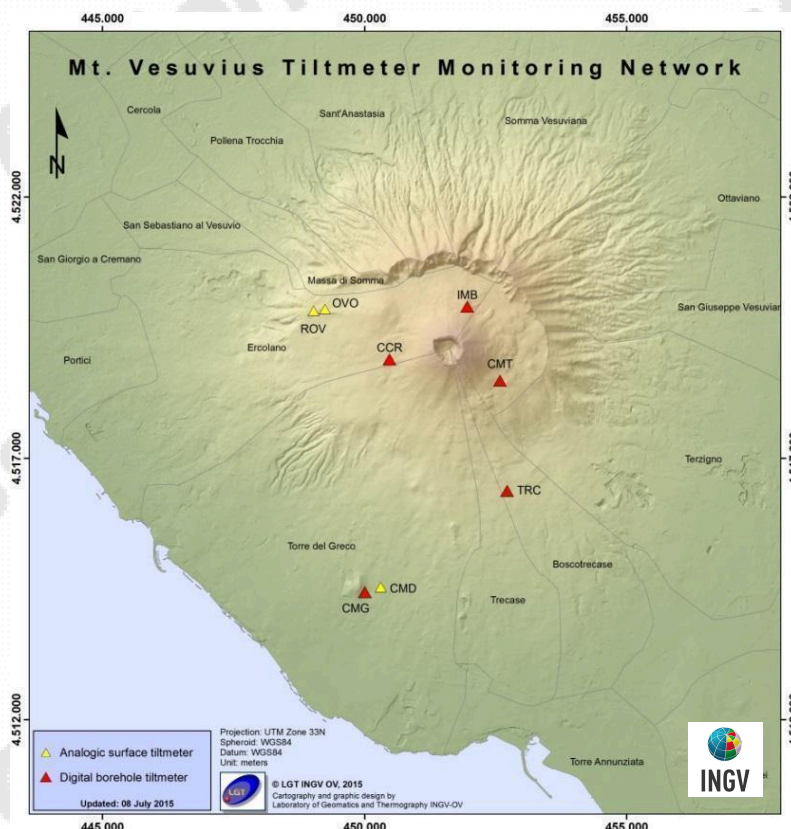 445.000 450.000 455.000
Mt. Vesuvius Tiltmeter Monitoring Network
Cercola
Sant'Anastasia
Somma Vesuviana
Pollena Trocchia
N
4.522.000
Ottaviano
San Sebastiano al Vesuvio
San Giorgio a Cremano
Massa di Somma
IMB
OVO
San Giuseppe Vesuvian
ROV
Ercolano
CCR
Portici
CMT
4.517.000
Terzigno
TRC
Torre del Greco
Boscotrecase
CMD
Trecase
CMG
4.512.000
Analogic surface tiltmeter
Digital borehole tiltmeter
Updated: 08 July 2015
Projection: UTM Zone 33N
Spheroid: WGS84
Datum: WGS84
Unit: meters
LGT
© LGT INGV OV, 2015
Cartography and graphic design by
Laboratory of Geomatics and Thermography INGV-OV
Torre Annunziata
INGV
ei
445.000 450.000 455.000